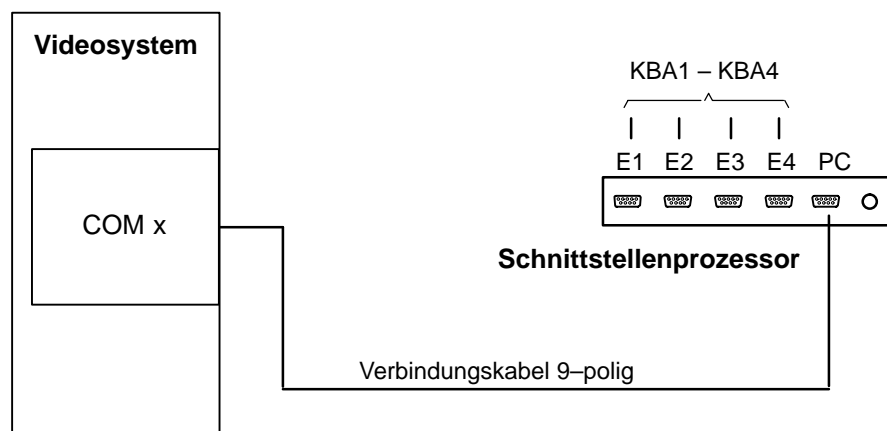 Videosystem
KBA1 – KBA4
E1 E2 E3 E4 PC
COM x
Schnittstellenprozessor
Verbindungskabel 9–polig